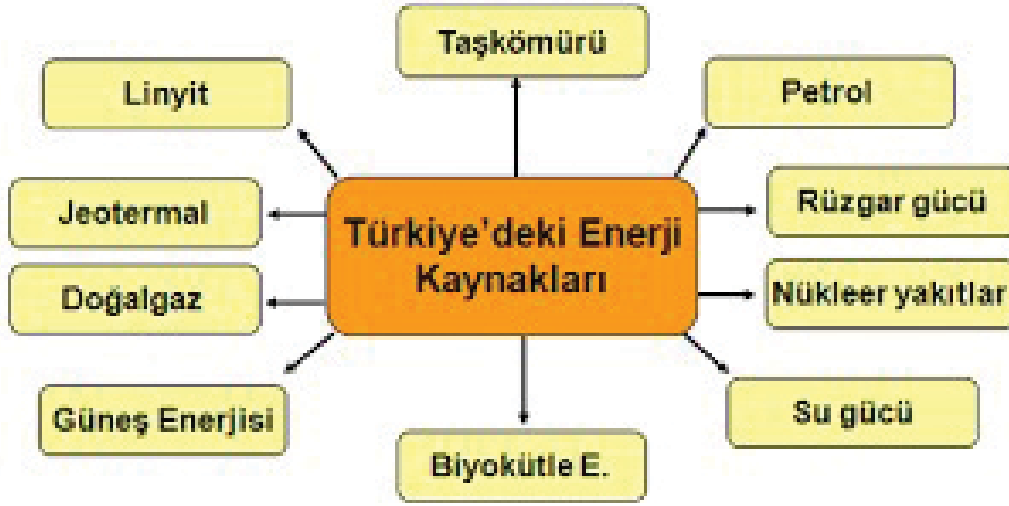 Taşkömürü
Linyit
Petrol
Jeotermal
Türkiye'deki Enerji
Kaynakları
Rüzgar gücü
Doğalgaz
Nükleer yakıtlar
Güneş Enerjisi
Su gücü
Biyokütle E.